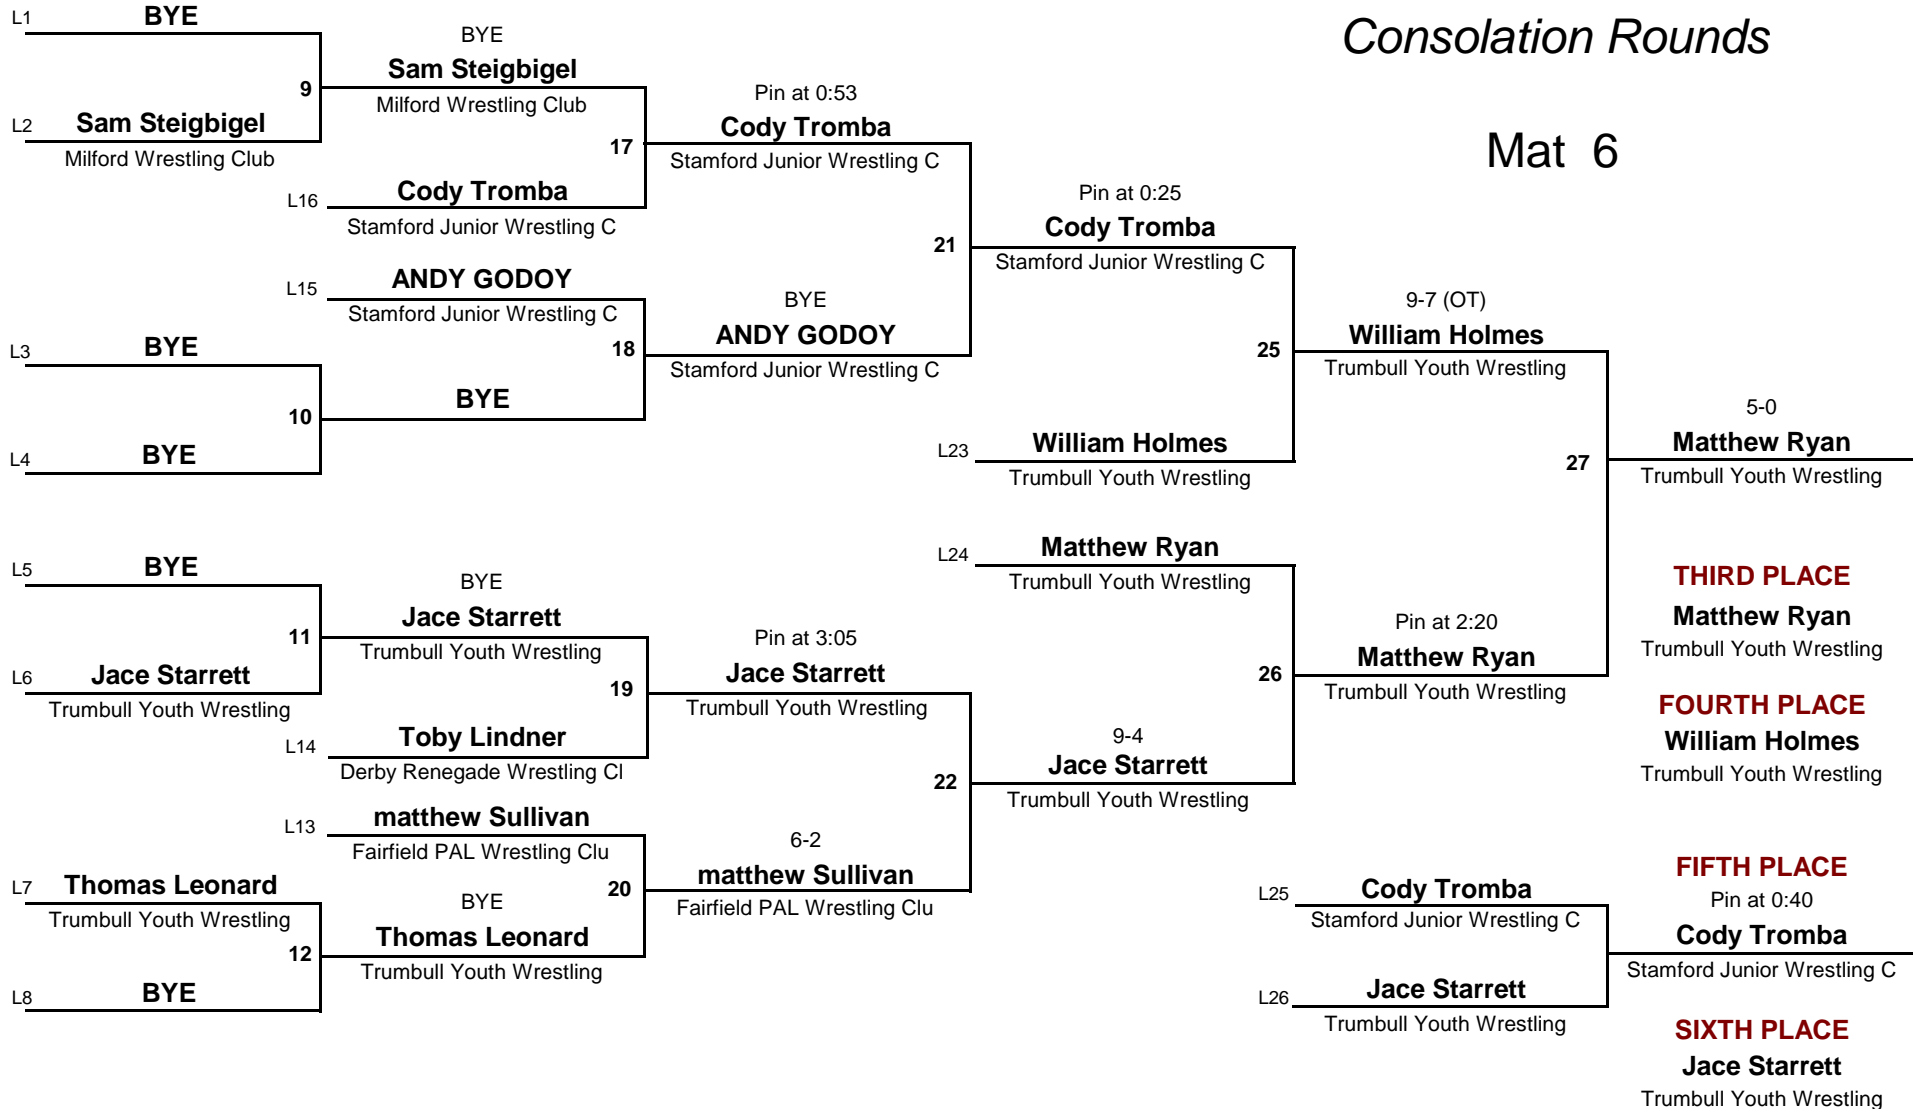 Consolation Rounds
Mat 6
L1 BYE
9
L2 Sam Steigbigel
Milford Wrestling Club
L3 BYE
10
L4 BYE
L5 BYE
11
L6 Jace Starrett
Trumbull Youth Wrestling
L7 Thomas Leonard
Trumbull Youth Wrestling
12
L8 BYE
BYE
Sam Steigbigel
Milford Wrestling Club
17
L16 Cody Tromba
Stamford Junior Wrestling C
L15 ANDY GODOY
Stamford Junior Wrestling C
18
BYE
BYE
Jace Starrett
Trumbull Youth Wrestling
19
L14 Toby Lindner
Derby Renegade Wrestling Cl
L13 matthew Sullivan
Fairfield PAL Wrestling Clu
20
BYE
Thomas Leonard
Trumbull Youth Wrestling
Pin at 0:53
Cody Tromba
Stamford Junior Wrestling C
21
BYE
ANDY GODOY
Stamford Junior Wrestling C
Pin at 3:05
Jace Starrett
Trumbull Youth Wrestling
22
6-2
matthew Sullivan
Fairfield PAL Wrestling Clu
Pin at 0:25
Cody Tromba
Stamford Junior Wrestling C
25
L23 William Holmes
Trumbull Youth Wrestling
L24 Matthew Ryan
Trumbull Youth Wrestling
26
9-4
Jace Starrett
Trumbull Youth Wrestling
9-7 (OT)
William Holmes
Trumbull Youth Wrestling
27
Pin at 2:20
Matthew Ryan
Trumbull Youth Wrestling
5-0
Matthew Ryan
Trumbull Youth Wrestling
THIRD PLACE
Matthew Ryan
Trumbull Youth Wrestling
FOURTH PLACE
William Holmes
Trumbull Youth Wrestling
L25 Cody Tromba
Stamford Junior Wrestling C
L26 Jace Starrett
Trumbull Youth Wrestling
FIFTH PLACE
Pin at 0:40
Cody Tromba
Stamford Junior Wrestling C
SIXTH PLACE
Jace Starrett
Trumbull Youth Wrestling